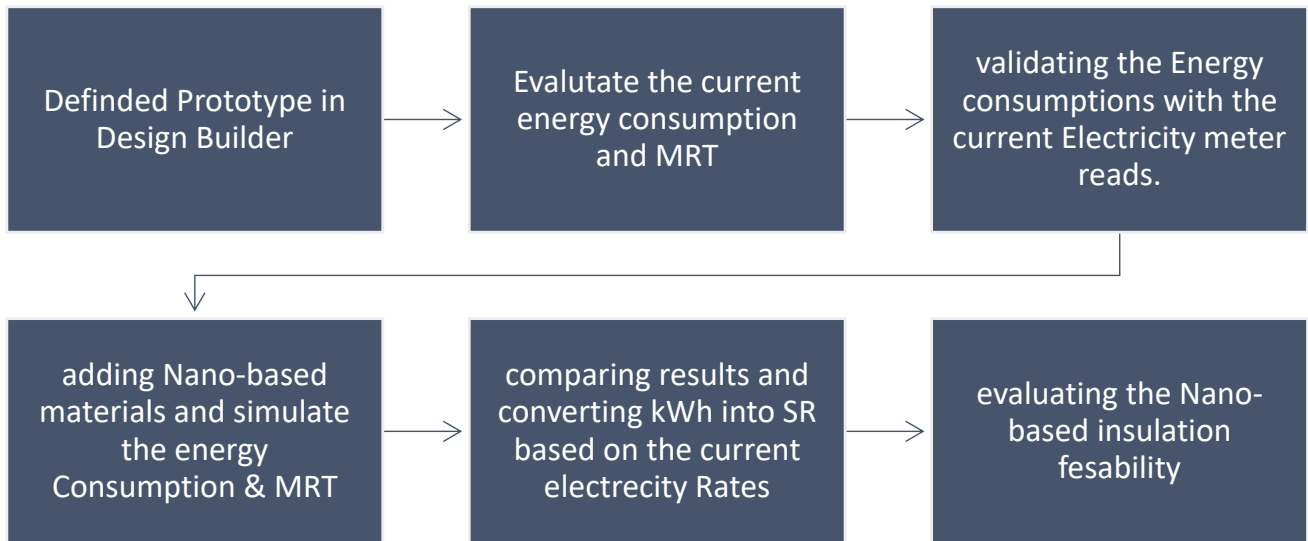 Definded Prototype in
Design Builder
Evalutate the current
energy consumption
and MRT
validating the Energy
consumptions with the
current Electricity meter
reads.
adding Nano-based
materials and simulate
the energy
Consumption & MRT
comparing results and
converting kWh into SR
based on the current
electrecity Rates
evaluating the Nano-
based insulation
fesability